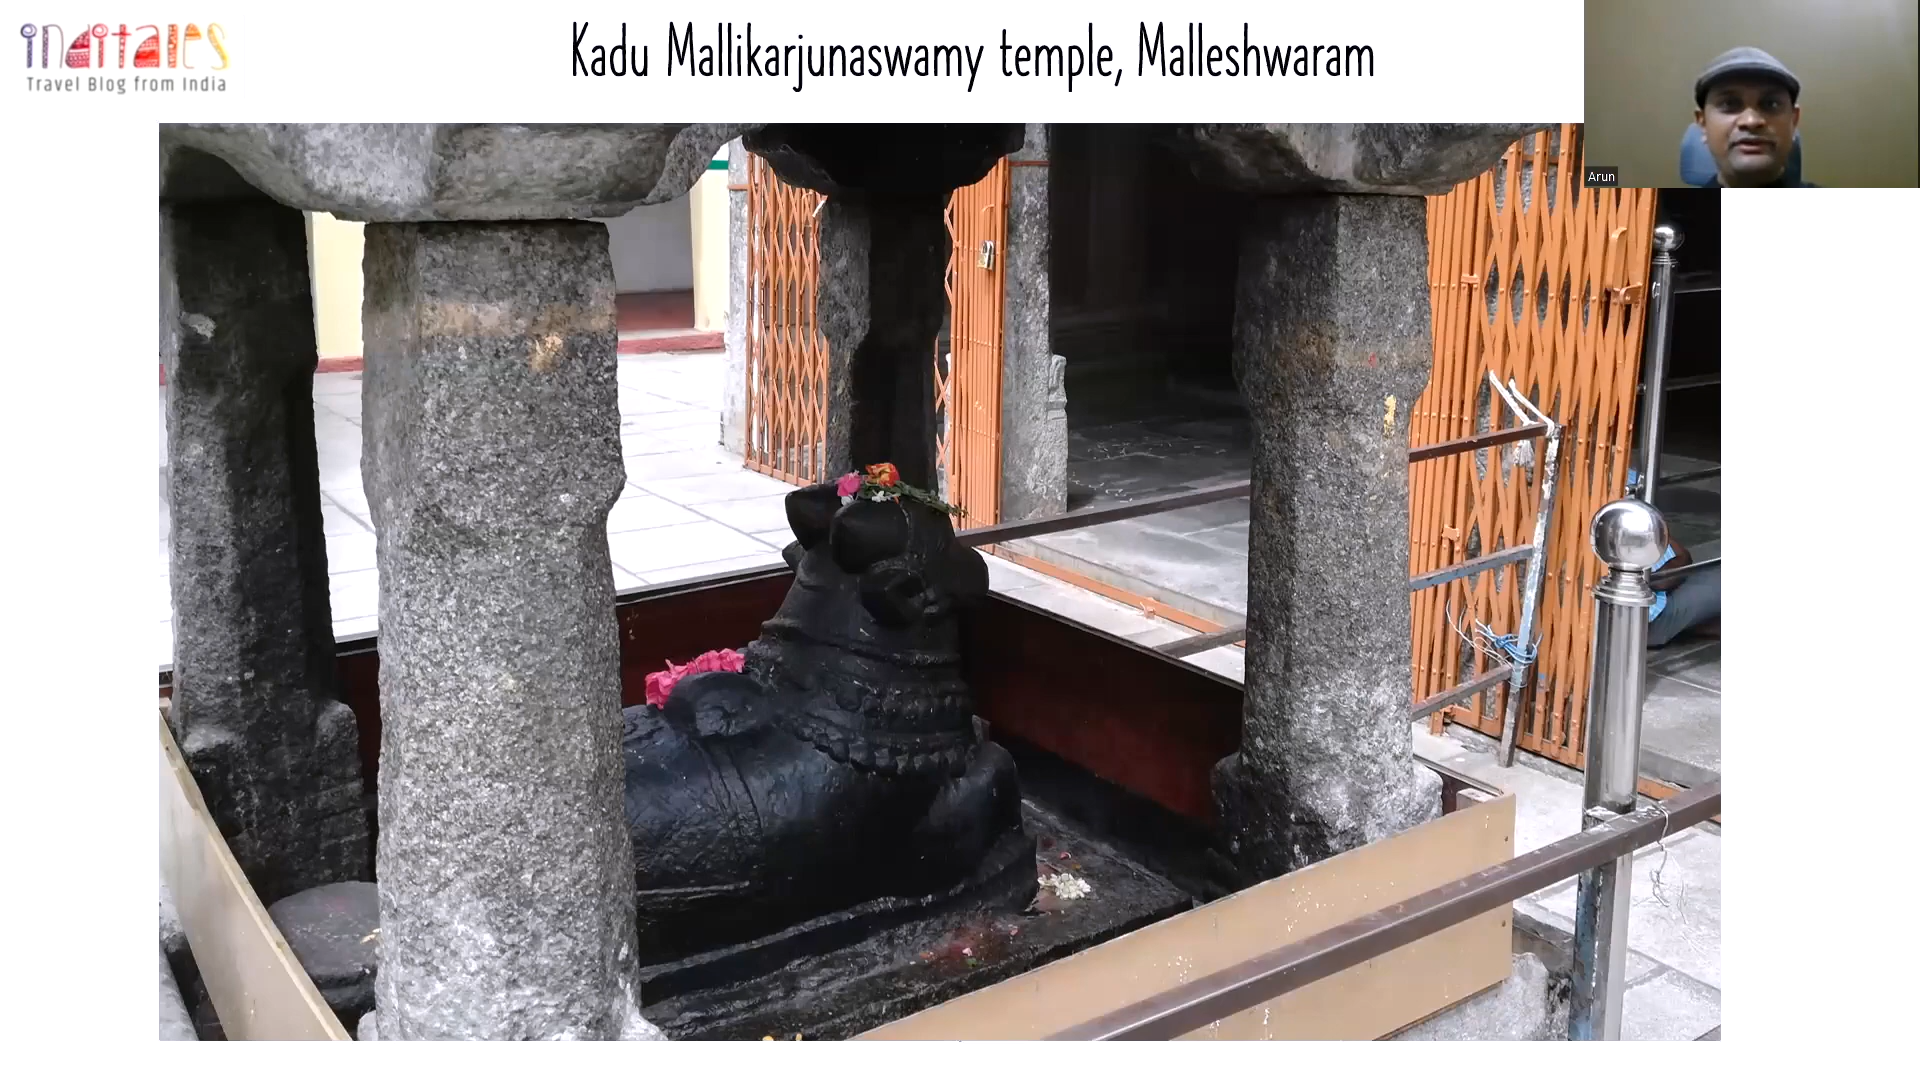 inditales
Travel Blog from India
Kadu Mallikarjunaswamy temple, Malleshwaram
Arun